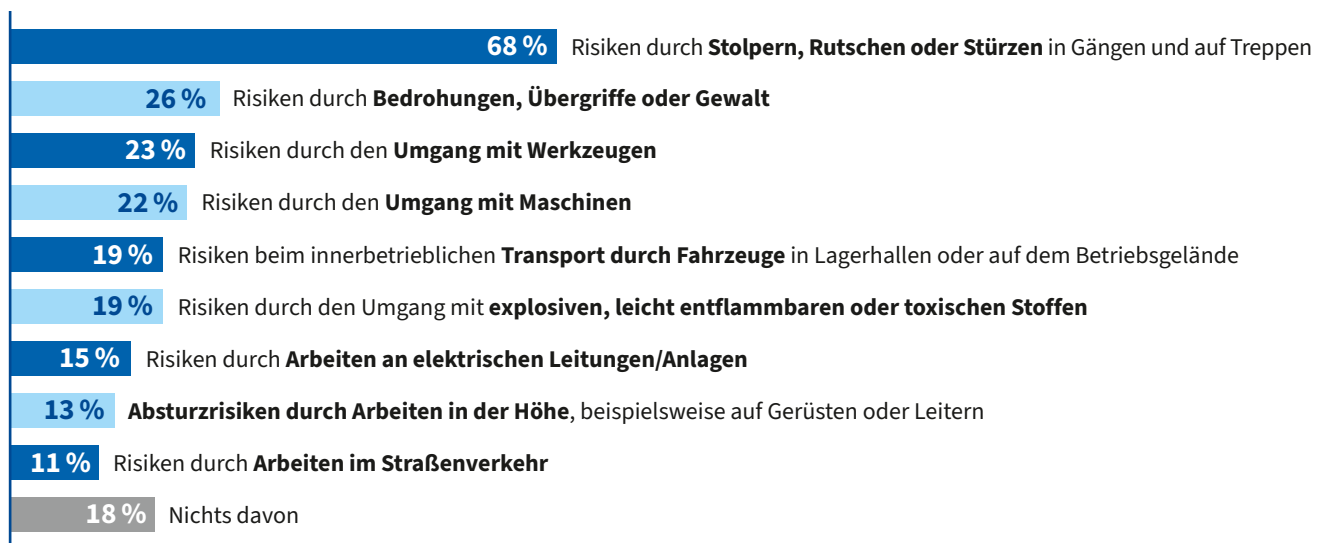 68 % Risiken durch Stolpern, Rutschen oder Stürzen in Gängen und auf Treppen
26 % Risiken durch Bedrohungen, Übergriffe oder Gewalt
23 % Risiken durch den Umgang mit Werkzeugen
22 % Risiken durch den Umgang mit Maschinen
19 % Risiken beim innerbetrieblichen Transport durch Fahrzeuge in Lagerhallen oder auf dem Betriebsgelände
19 % Risiken durch den Umgang mit explosiven, leicht entflammbaren oder toxischen Stoffen
15 % Risiken durch Arbeiten an elektrischen Leitungen/Anlagen
13 % Absturzrisiken durch Arbeiten in der Höhe, beispielsweise auf Gerüsten oder Leitern
11 % Risiken durch Arbeiten im Straßenverkehr
18 % Nichts davon